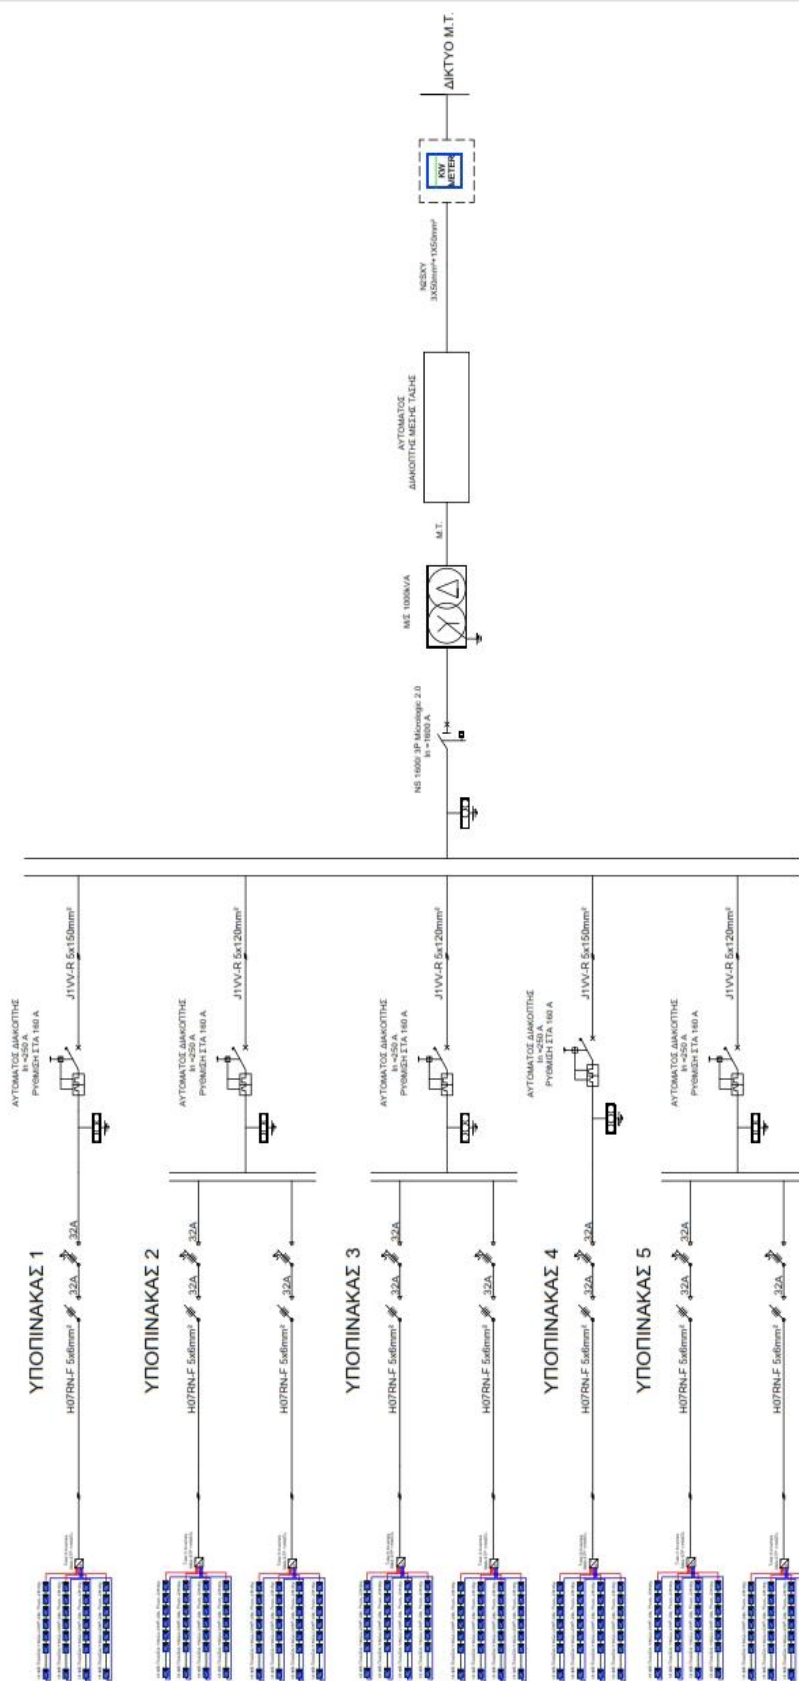 ΔΙΚΤΥΟ Μ.Τ.
KW
METER
N2SXY
3X50mm²+1X50mm²
ΑΥΤΟΜΑΤΟΣ
ΔΙΑΚΟΠΤΗΣ ΜΕΣΗΣ ΤΑΣΗΣ
Μ.Τ.
Μ/Σ 1000kVA
NS 1600/ 3P Micrologic 2.0
In =1600 A
J1VV-R 5x150mm²
J1VV-R 5x120mm²
J1VV-R 5x120mm²
J1VV-R 5x150mm²
J1VV-R 5x120mm²
ΑΥΤΟΜΑΤΟΣ ΔΙΑΚΟΠΤΗΣ
In =250 A
ΡΥΘΜΙΣΗ ΣΤΑ 160 A
ΑΥΤΟΜΑΤΟΣ ΔΙΑΚΟΠΤΗΣ
In =250 A
ΡΥΘΜΙΣΗ ΣΤΑ 160 A
ΑΥΤΟΜΑΤΟΣ ΔΙΑΚΟΠΤΗΣ
In =250 A
ΡΥΘΜΙΣΗ ΣΤΑ 160 A
ΑΥΤΟΜΑΤΟΣ ΔΙΑΚΟΠΤΗΣ
In =250 A
ΡΥΘΜΙΣΗ ΣΤΑ 160 A
ΑΥΤΟΜΑΤΟΣ ΔΙΑΚΟΠΤΗΣ
In =250 A
ΡΥΘΜΙΣΗ ΣΤΑ 160 A
ΥΠΟΠΙΝΑΚΑΣ 1
32A
32A
H07RN-F 5x6mm²
ΥΠΟΠΙΝΑΚΑΣ 2
32A
32A
H07RN-F 5x6mm²
H07RN-F 5x6mm²
ΥΠΟΠΙΝΑΚΑΣ 3
32A
32A
H07RN-F 5x6mm²
H07RN-F 5x6mm²
ΥΠΟΠΙΝΑΚΑΣ 4
32A
32A
H07RN-F 5x6mm²
ΥΠΟΠΙΝΑΚΑΣ 5
32A
32A
H07RN-F 5x6mm²
H07RN-F 5x6mm²